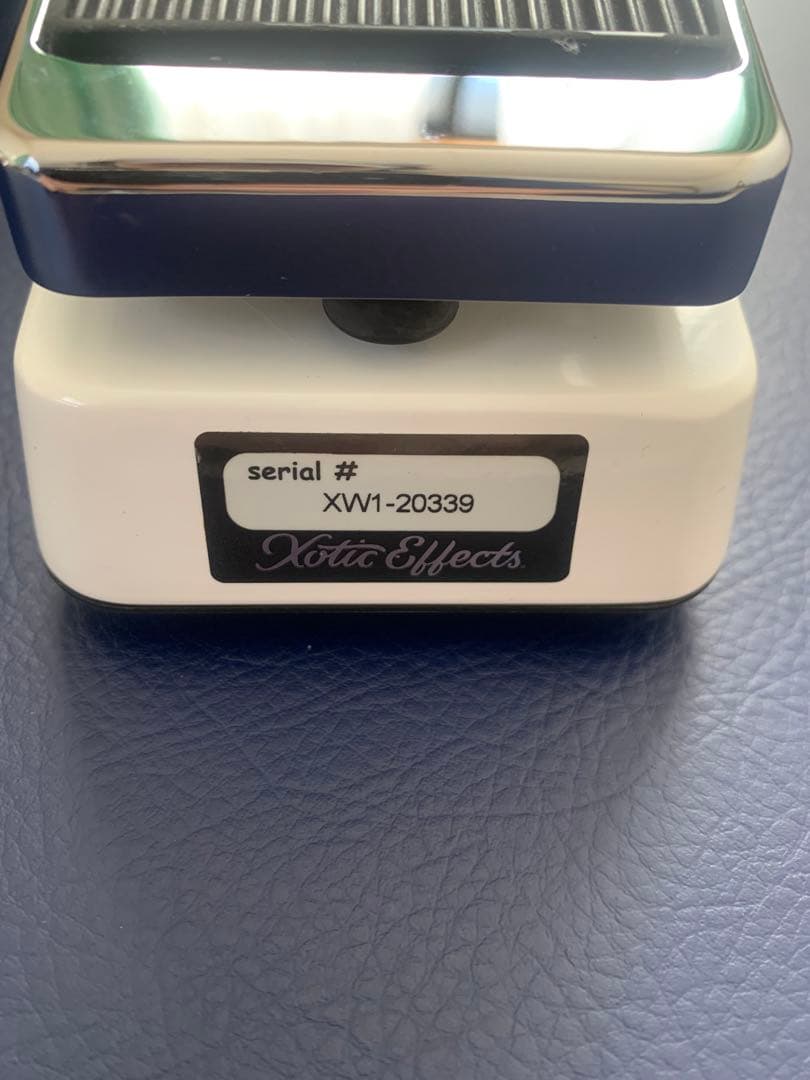 serial #
XW1-20339
Xotic Effects